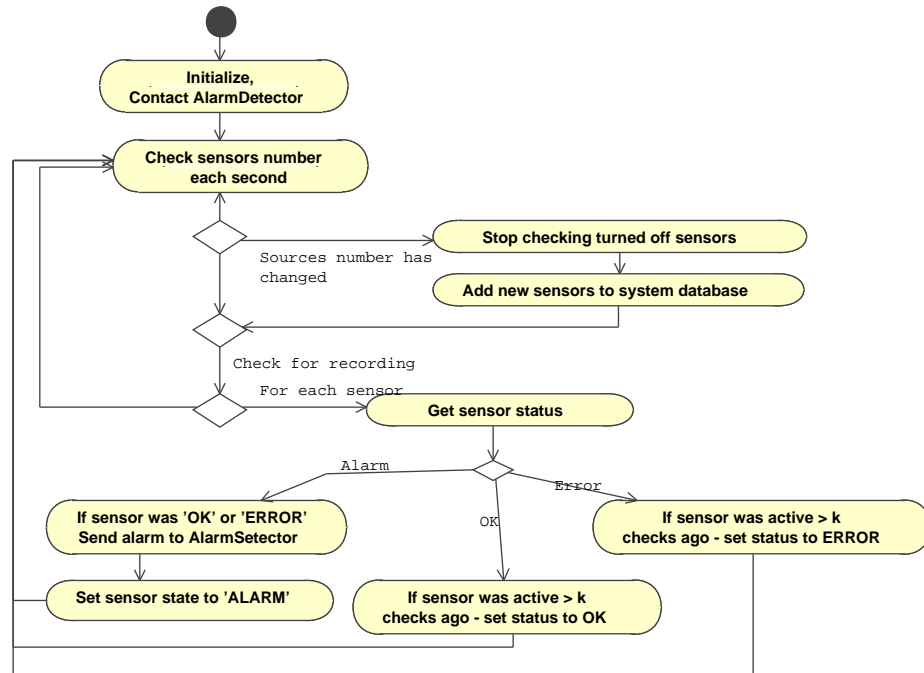 Initialize,
Contact AlarmDetector
Check sensors number
each second
Stop checking turned off sensors
Sources number has
changed
Add new sensors to system database
Check for recording
For each sensor
Get sensor status
Alarm
Error
If sensor was 'OK' or 'ERROR'
Send alarm to AlarmSetector
OK
If sensor was active > k
checks ago - set status to ERROR
Set sensor state to 'ALARM'
If sensor was active > k
checks ago - set status to OK